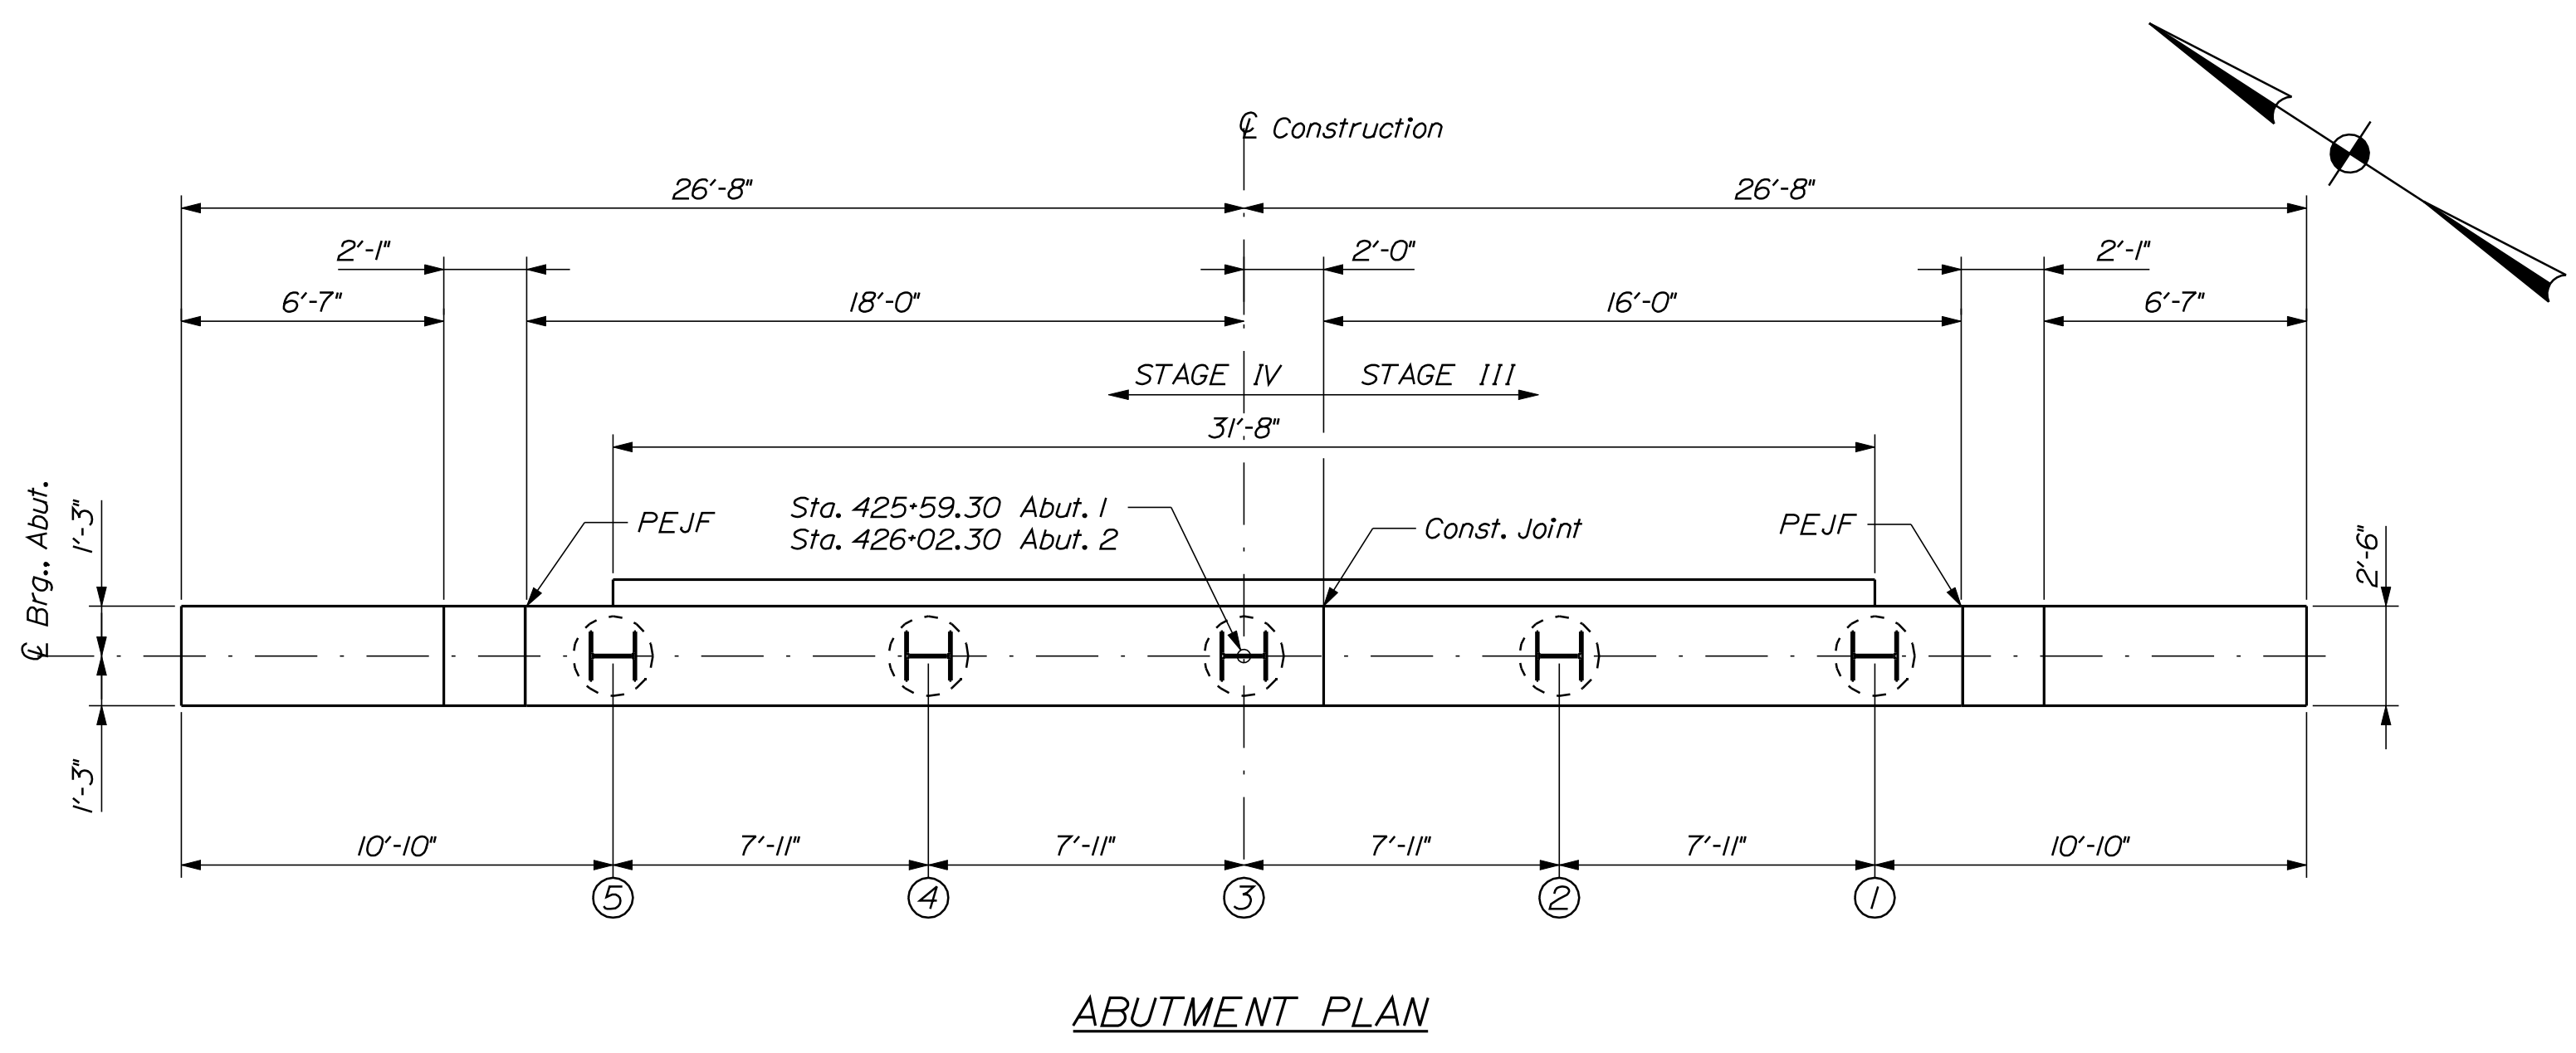 ℄ Construction
26'-8" 26'-8"
2'-1" 2'-0" 2'-1"
6'-7" 18'-0" 16'-0" 6'-7"
STAGE IV STAGE III
31'-8"
℄ Brg., Abut.
1'-3"
PEJF
Sta. 425+59.30 Abut. 1
Sta. 426+02.30 Abut. 2
Const. Joint
PEJF
2'-6"
1'-3"
10'-10" 7'-11" 7'-11" 7'-11" 7'-11" 10'-10"
5 4 3 2 1
ABUTMENT PLAN